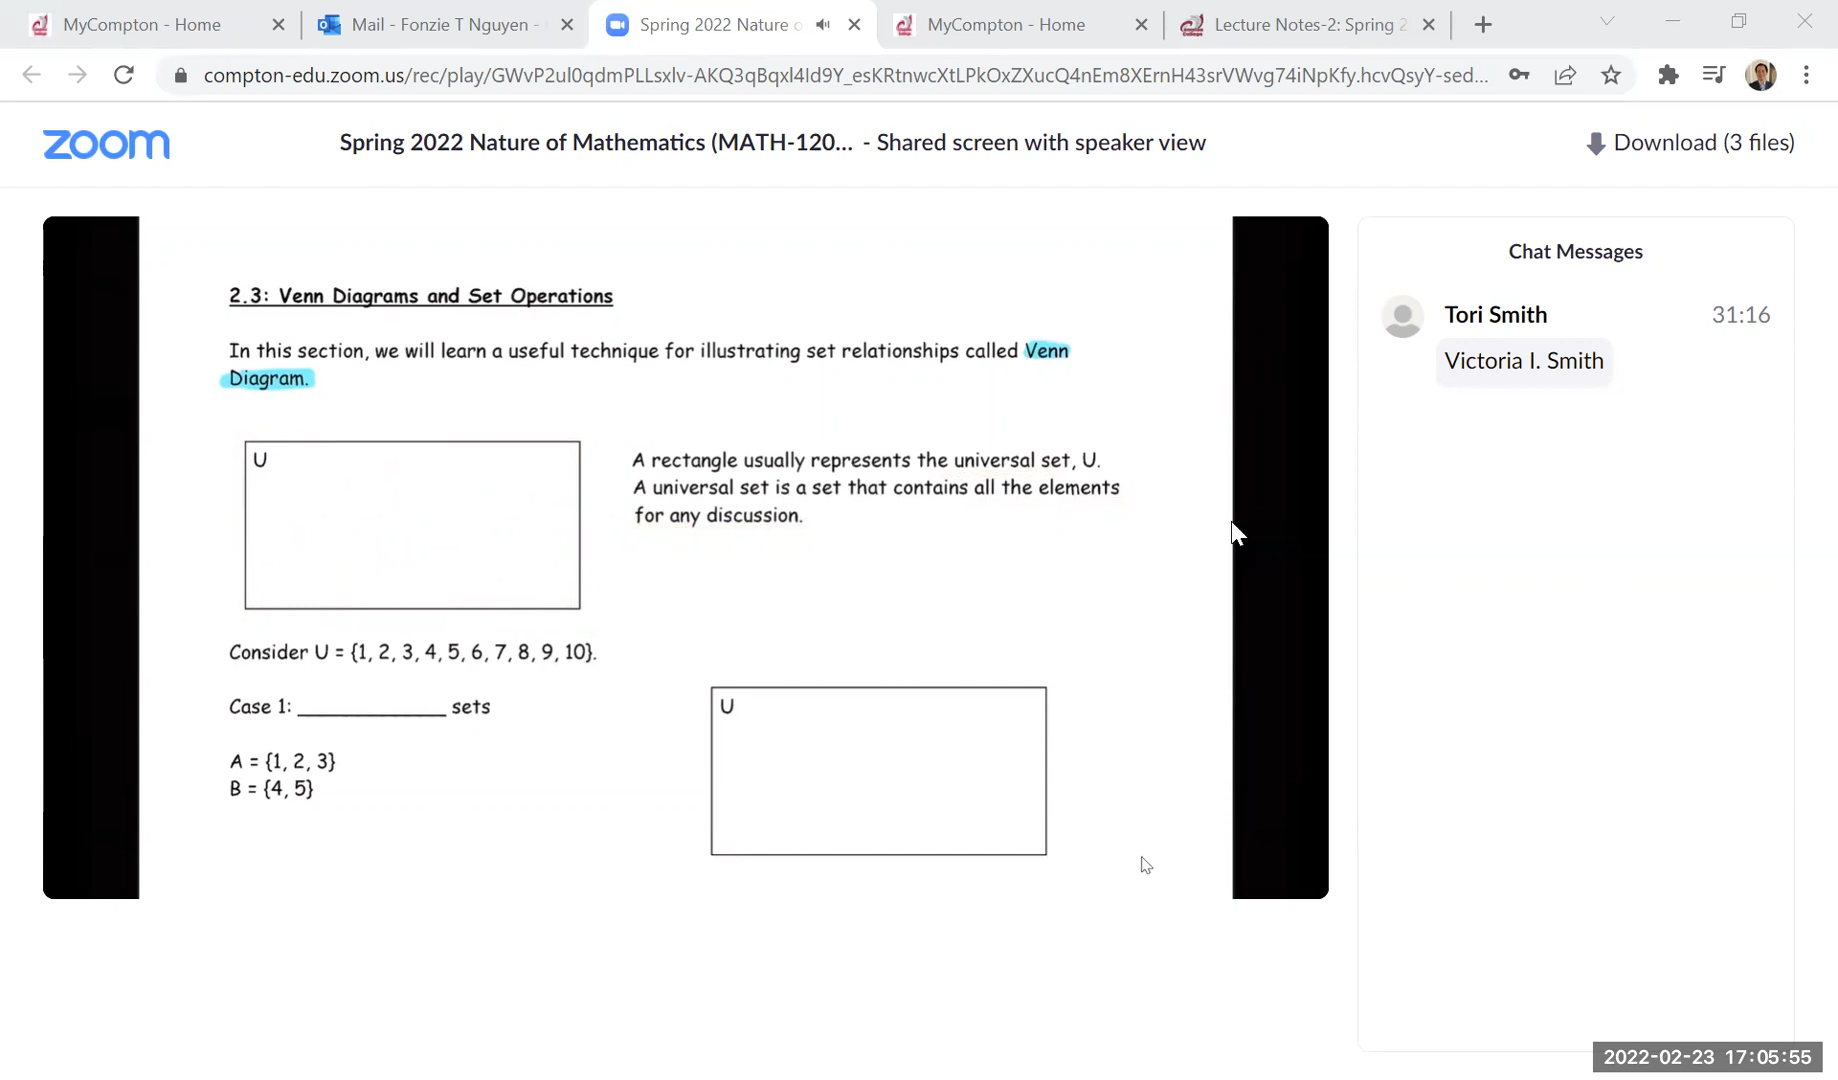 MyCompton - Home
Mail - Fonzie T Nguyen -
Spring 2022 Nature o
MyCompton - Home
Lecture Notes-2: Spring 2
compton-edu.zoom.us/rec/play/GWvP2ul0qdmPLLsxlv-AKQ3qBqxl4Id9Y_esKRtnwcXtLPkOxZXucQ4nEm8XErnH43srVWvg74iNpKfy.hcvQsyY-sed...
zoom
Spring 2022 Nature of Mathematics (MATH-120... - Shared screen with speaker view
Download (3 files)
2.3: Venn Diagrams and Set Operations
In this section, we will learn a useful technique for illustrating set relationships called Venn
Diagram.
U
A rectangle usually represents the universal set, U.
A universal set is a set that contains all the elements
for any discussion.
Consider U = {1, 2, 3, 4, 5, 6, 7, 8, 9, 10}.
Case 1: _____________ sets
U
A = {1, 2, 3}
B = {4, 5}
Chat Messages
Tori Smith 31:16
Victoria I. Smith
2022-02-23 17:05:55